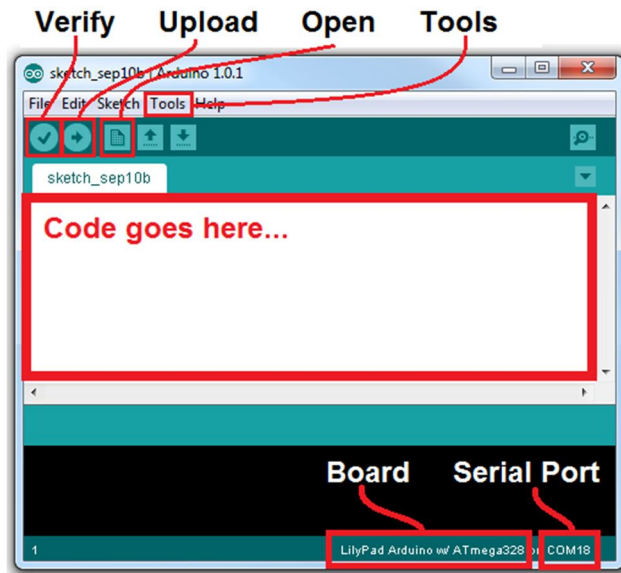 Verify Upload Open Tools
sketch_sep10b | Arduino 1.0.1
File Edit Sketch Tools Help
sketch_sep10b
Code goes here...
Board Serial Port
1 LilyPad Arduino w/ ATmega328 on COM18